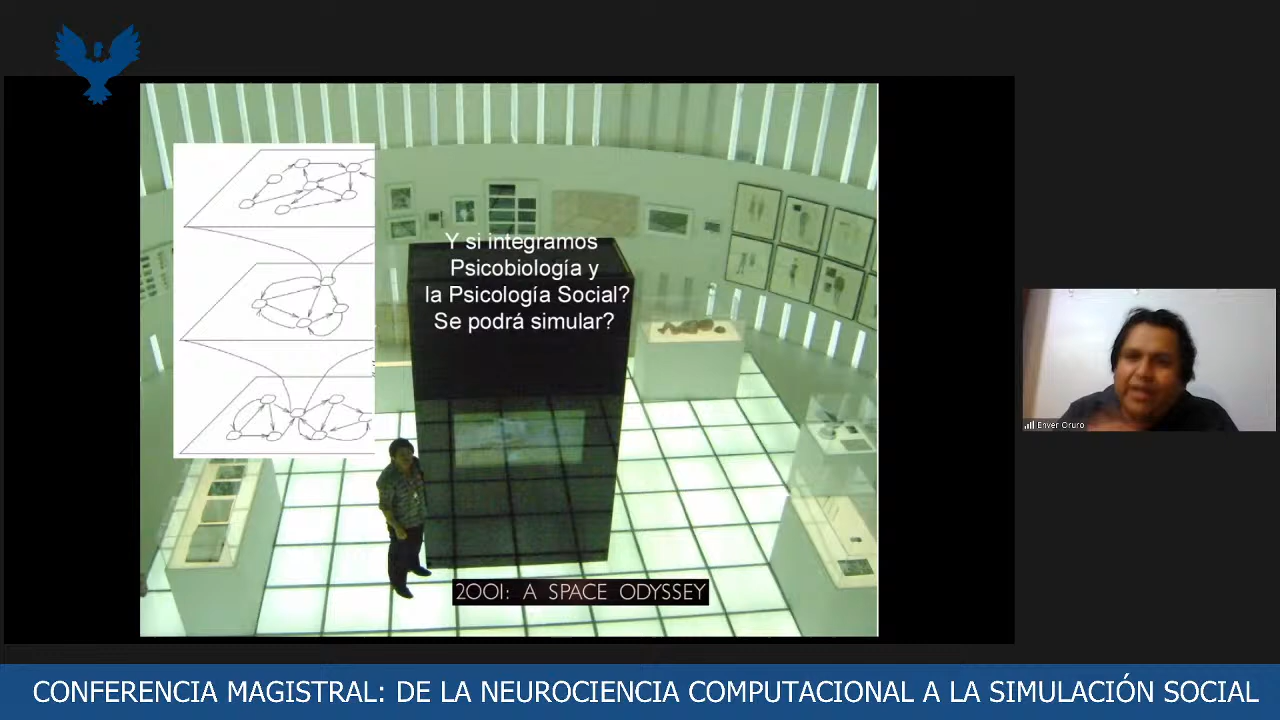 Y si integramos
Psicobiología y
la Psicología Social?
Se podrá simular?
2001: A SPACE ODYSSEY
Enver Oruro
CONFERENCIA MAGISTRAL: DE LA NEUROCIENCIA COMPUTACIONAL A LA SIMULACIÓN SOCIAL